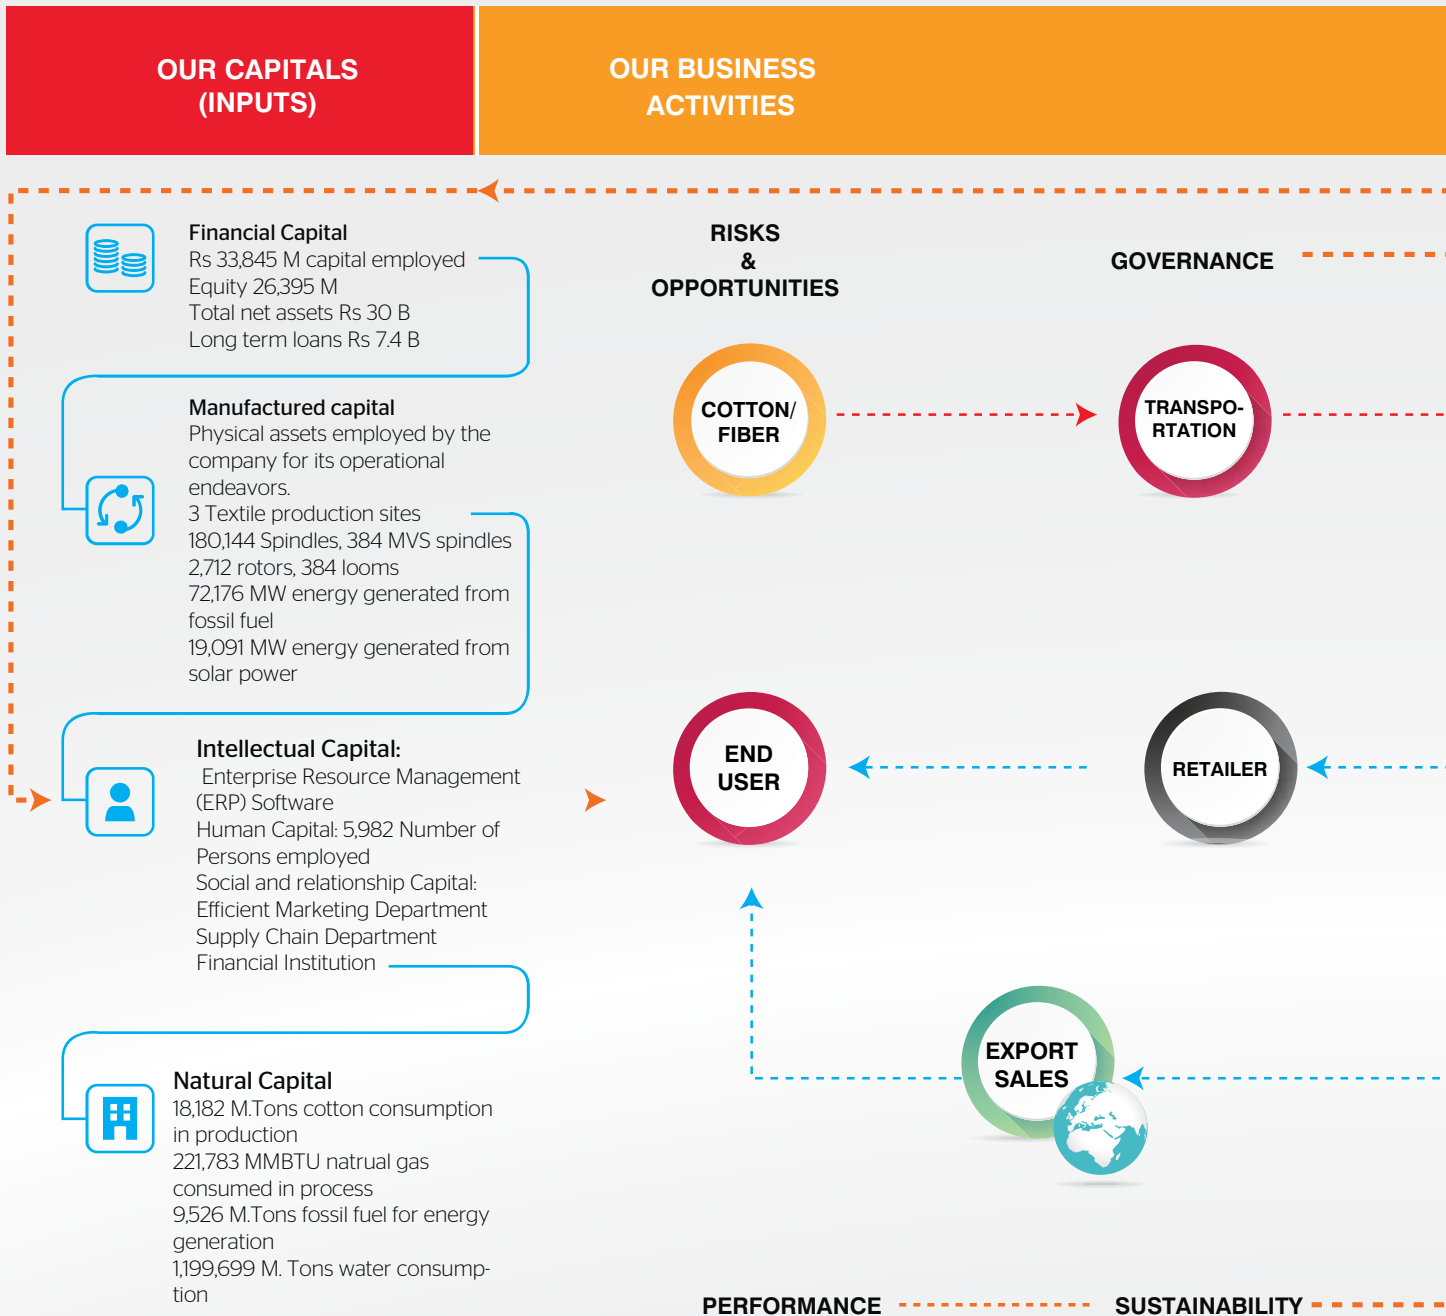 OUR CAPITALS
(INPUTS)
OUR BUSINESS
ACTIVITIES
Financial Capital
Rs 33,845 M capital employed
Equity 26,395 M
Total net assets Rs 30 B
Long term loans Rs 7.4 B
Manufactured capital
Physical assets employed by the
company for its operational
endeavors.
3 Textile production sites
180,144 Spindles, 384 MVS spindles
2,712 rotors, 384 looms
72,176 MW energy generated from
fossil fuel
19,091 MW energy generated from
solar power
Intellectual Capital:
Enterprise Resource Management
(ERP) Software
Human Capital: 5,982 Number of
Persons employed
Social and relationship Capital:
Efficient Marketing Department
Supply Chain Department
Financial Institution
Natural Capital
18,182 M.Tons cotton consumption
in production
221,783 MMBTU natrual gas
consumed in process
9,526 M.Tons fossil fuel for energy
generation
1,199,699 M. Tons water consump-
tion
RISKS
&
OPPORTUNITIES
GOVERNANCE
COTTON/
FIBER
TRANSPO-
RTATION
END
USER
RETAILER
EXPORT
SALES
PERFORMANCE
SUSTAINABILITY